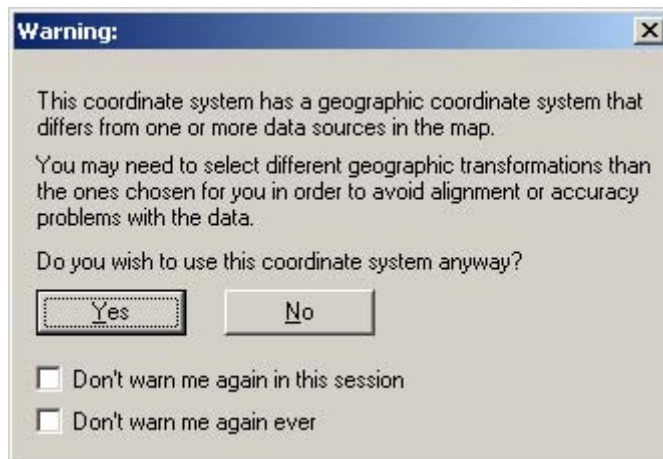 Warning:
This coordinate system has a geographic coordinate system that
differs from one or more data sources in the map.
You may need to select different geographic transformations than
the ones chosen for you in order to avoid alignment or accuracy
problems with the data.
Do you wish to use this coordinate system anyway?
Yes No
Don't warn me again in this session
Don't warn me again ever